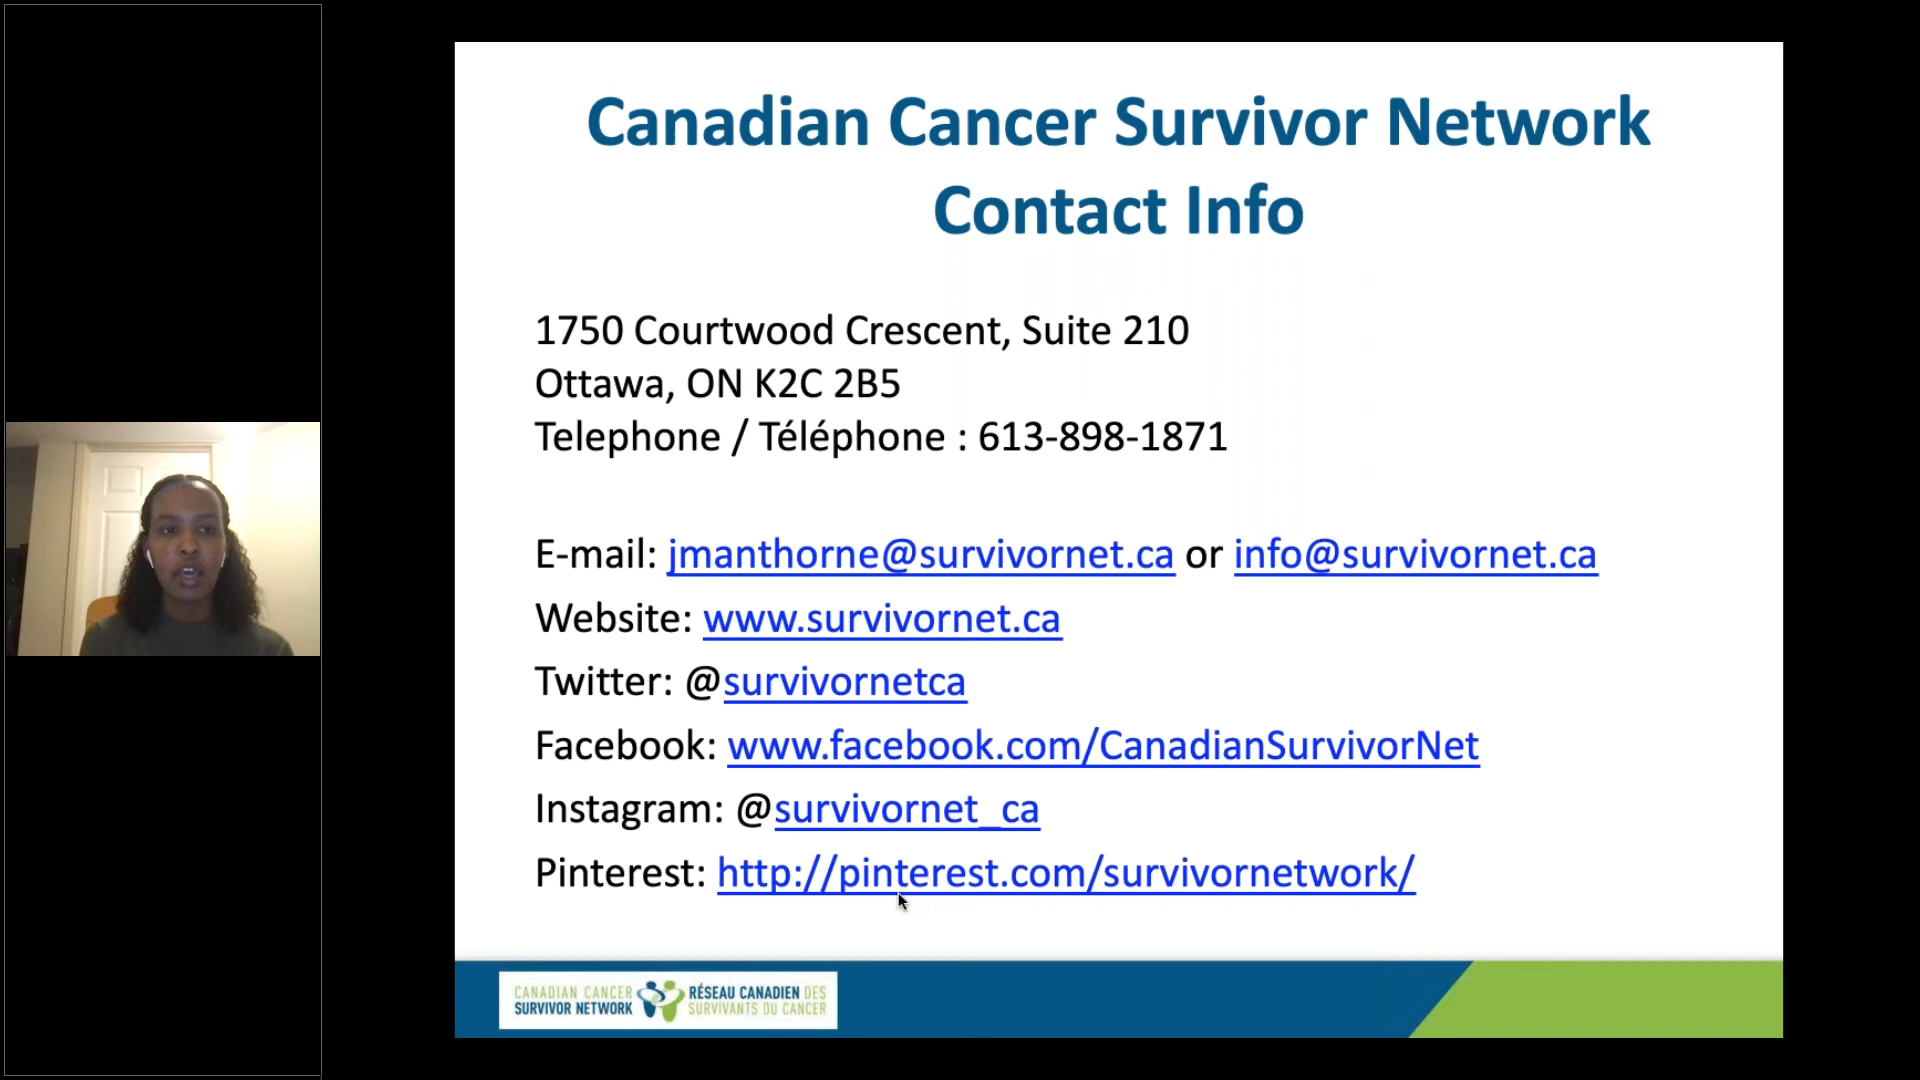 Canadian Cancer Survivor Network
Contact Info
1750 Courtwood Crescent, Suite 210
Ottawa, ON K2C 2B5
Telephone / Téléphone : 613-898-1871
E-mail: jmanthorne@survivornet.ca or info@survivornet.ca
Website: www.survivornet.ca
Twitter: @survivornetca
Facebook: www.facebook.com/CanadianSurvivorNet
Instagram: @survivornet_ca
Pinterest: http://pinterest.com/survivornetwork/
CANADIAN CANCER
SURVIVOR NETWORK
RÉSEAU CANADIEN DES
SURVIVANTS DU CANCER